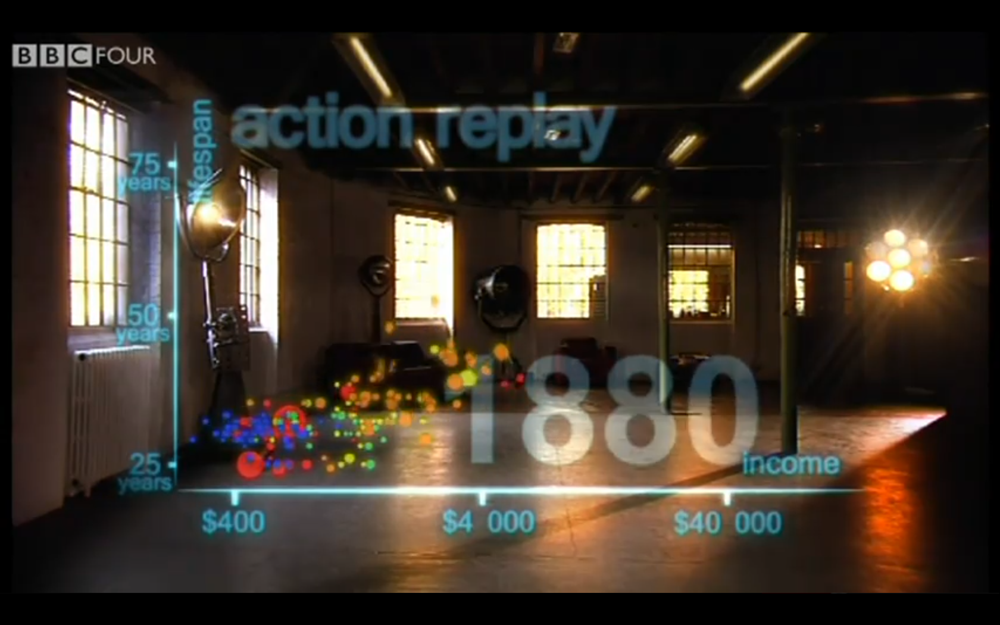 BBC FOUR
action replay
lifespan
75
years
50
years
25
years
1880
income
$400
$4 000
$40 000